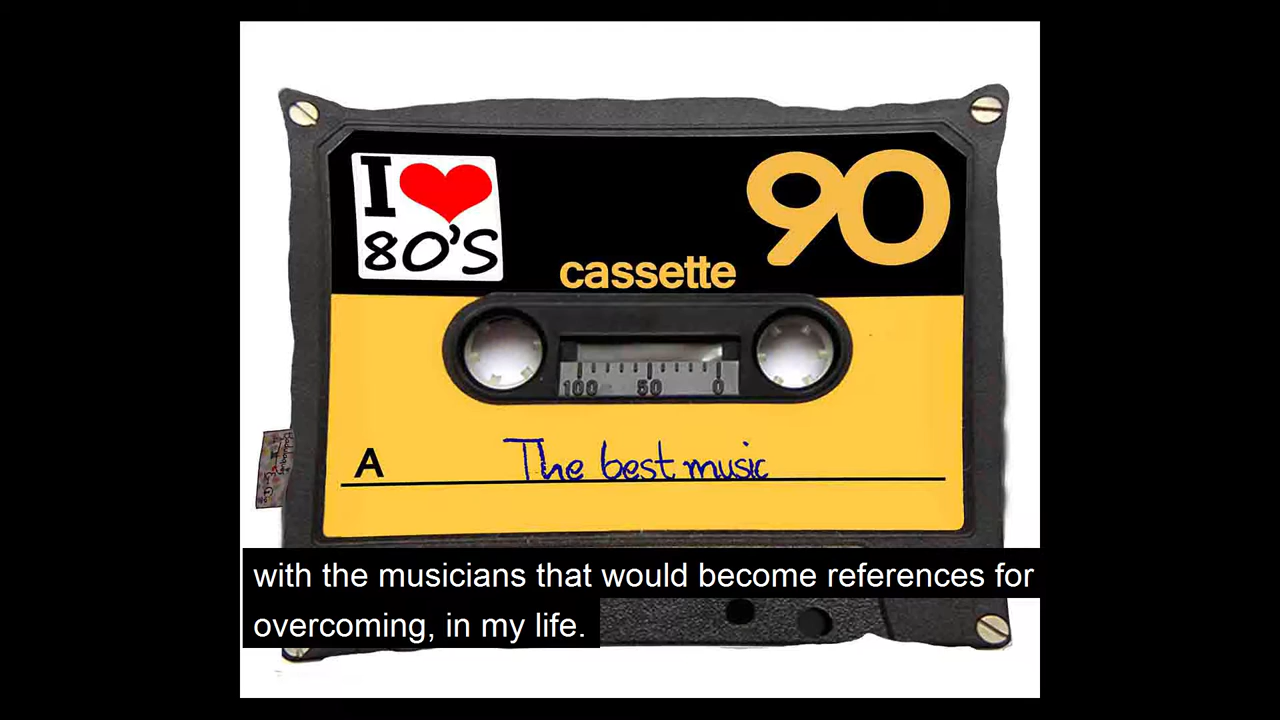 I ❤ 80'S
90
cassette
100 50 0
A The best music
with the musicians that would become references for
overcoming, in my life.